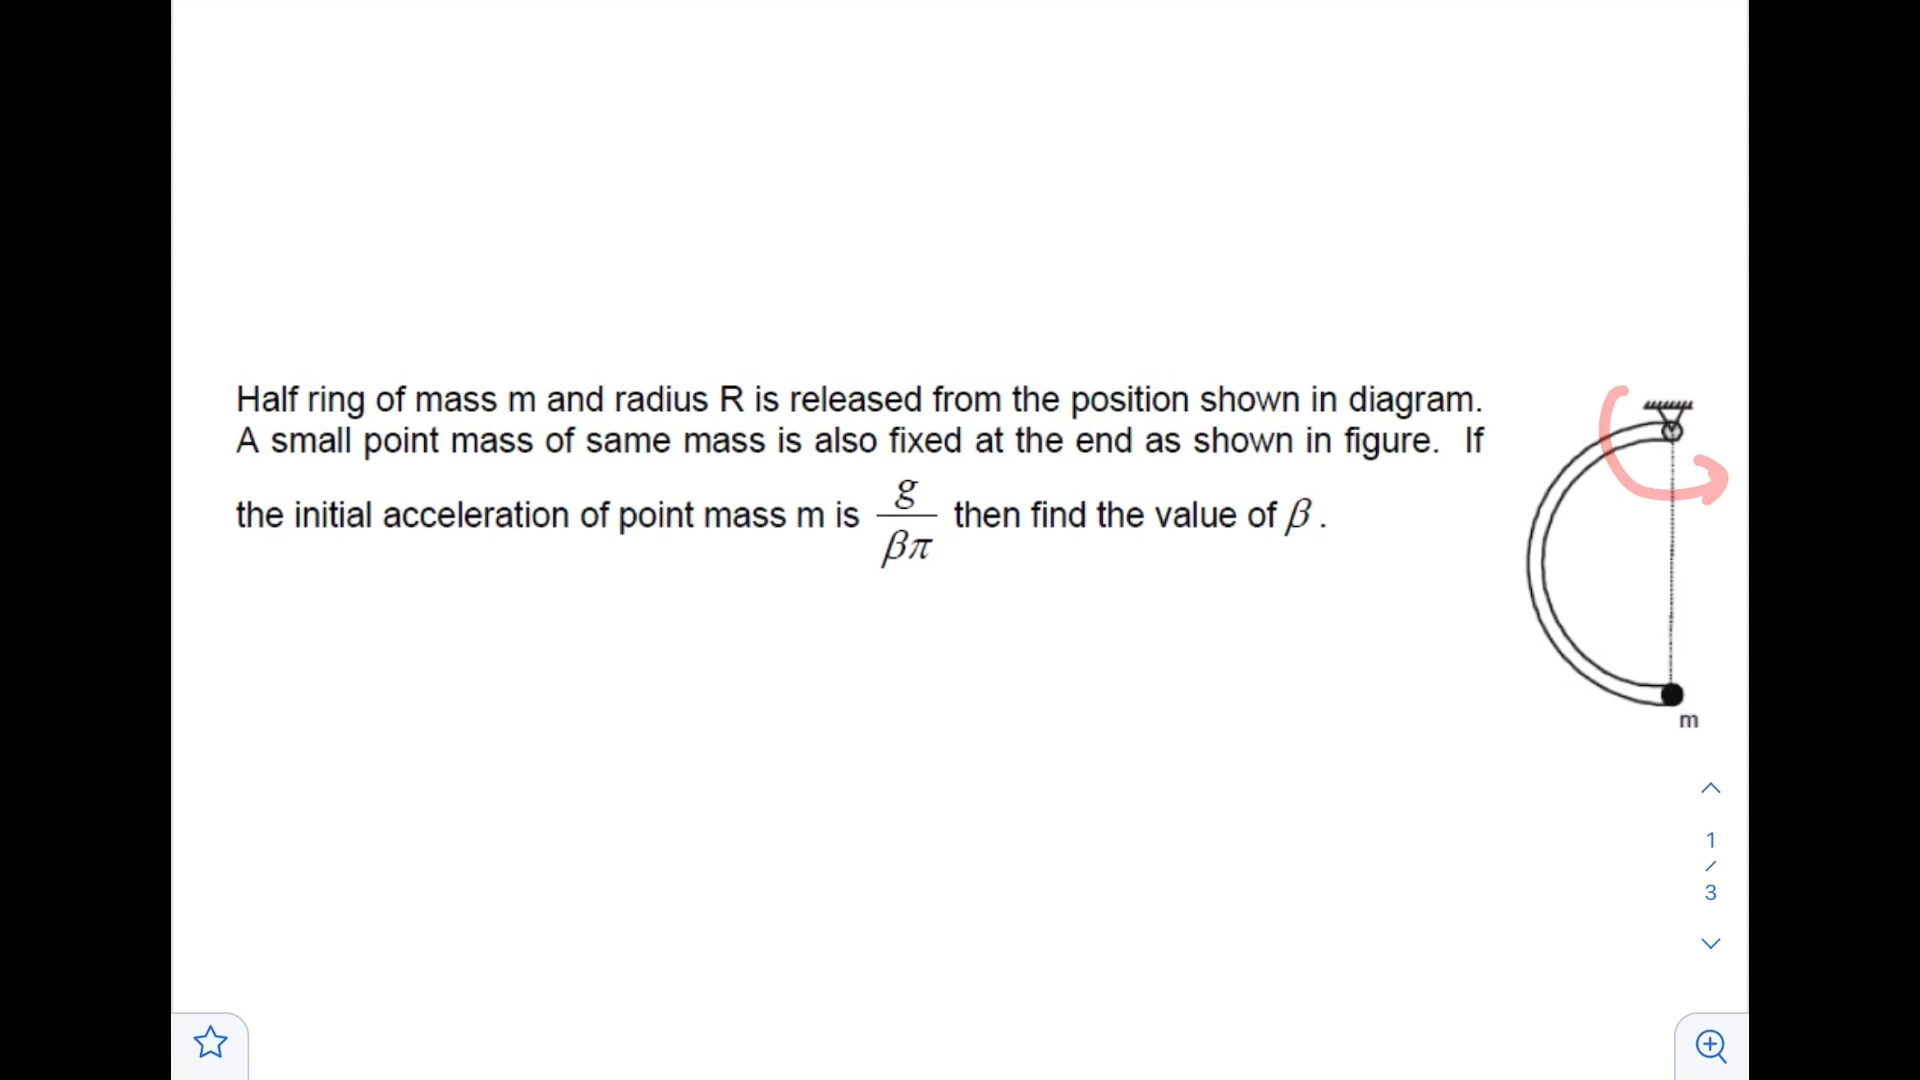 Half ring of mass m and radius R is released from the position shown in diagram.
A small point mass of same mass is also fixed at the end as shown in figure. If
the initial acceleration of point mass m is g/βπ then find the value of β .
m
1
/
3